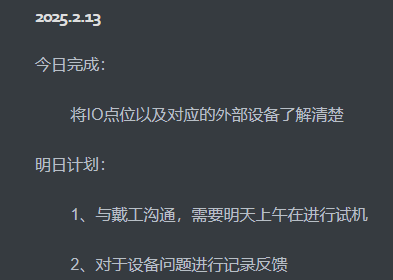 2025.2.13
今日完成：
将IO点位以及对应的外部设备了解清楚
明日计划：
1、与戴工沟通，需要明天上午在进行试机
2、对于设备问题进行记录反馈